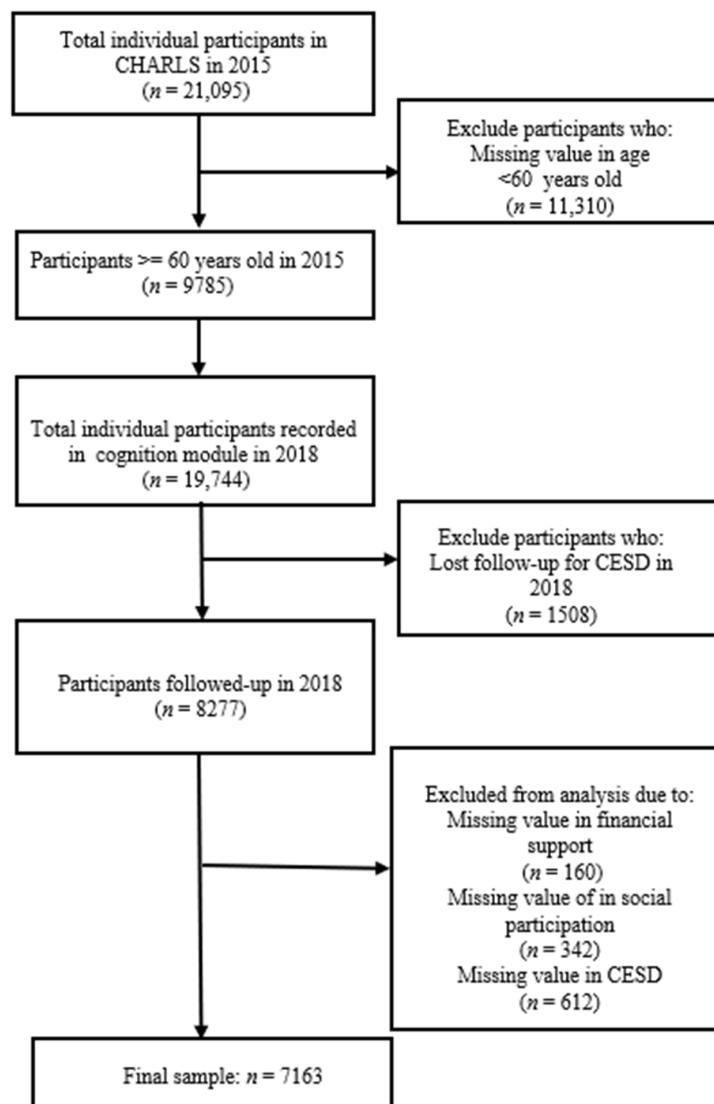 Total individual participants in
CHARLS in 2015
(n = 21,095)
Exclude participants who:
Missing value in age
<60 years old
(n = 11,310)
Participants >= 60 years old in 2015
(n = 9785)
Total individual participants recorded
in cognition module in 2018
(n = 19,744)
Exclude participants who:
Lost follow-up for CESD in
2018
(n = 1508)
Participants followed-up in 2018
(n = 8277)
Excluded from analysis due to:
Missing value in financial
support
(n = 160)
Missing value of in social
participation
(n = 342)
Missing value in CESD
(n = 612)
Final sample: n = 7163